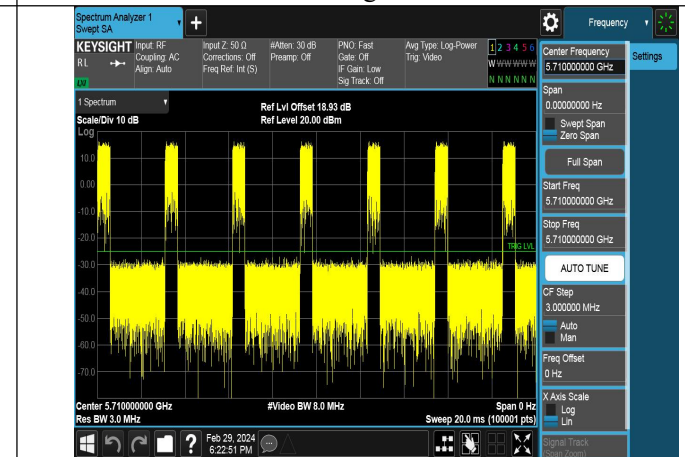 Spectrum Analyzer 1
Swept SA
Frequency
KEYSIGHT
RL
Input: RF
Coupling: AC
Align: Auto
Input Z: 50 Ω
Corrections: Off
Freq Ref: Int (S)
#Atten: 30 dB
Preamp: Off
PNO: Fast
Gate: Off
IF Gain: Low
Sig Track: Off
Avg Type: Log-Power
Trig: Video
1 2 3 4 5 6
W W W W W W
N N N N N N
Center Frequency
5.710000000 GHz
Settings
Span
0.00000000 Hz
Swept Span
Zero Span
Full Span
Start Freq
5.710000000 GHz
Stop Freq
5.710000000 GHz
AUTO TUNE
CF Step
3.000000 MHz
Auto
Man
Freq Offset
0 Hz
X Axis Scale
Log
Lin
Signal Track
(Span Zoom)
1 Spectrum
Scale/Div 10 dB
Ref Lvl Offset 18.93 dB
Ref Level 20.00 dBm
Log
10.0
0.00
-10.0
-20.0
TRIG LVL
-30.0
-40.0
-50.0
-60.0
-70.0
Center 5.710000000 GHz
#Video BW 8.0 MHz
Span 0 Hz
Res BW 3.0 MHz
Sweep 20.0 ms (100001 pts)
?
Feb 29, 2024
6:22:51 PM